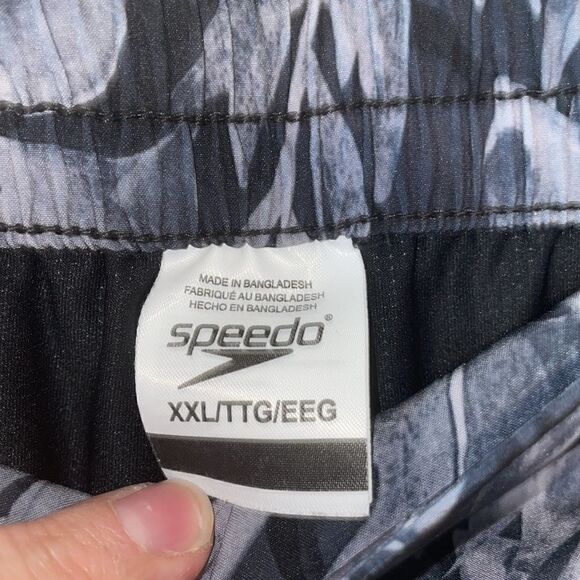 MADE IN BANGLADESH
FABRIQUÉ AU BANGLADESH
HECHO EN BANGLADESH
speedo®
XXL/TTG/EEG